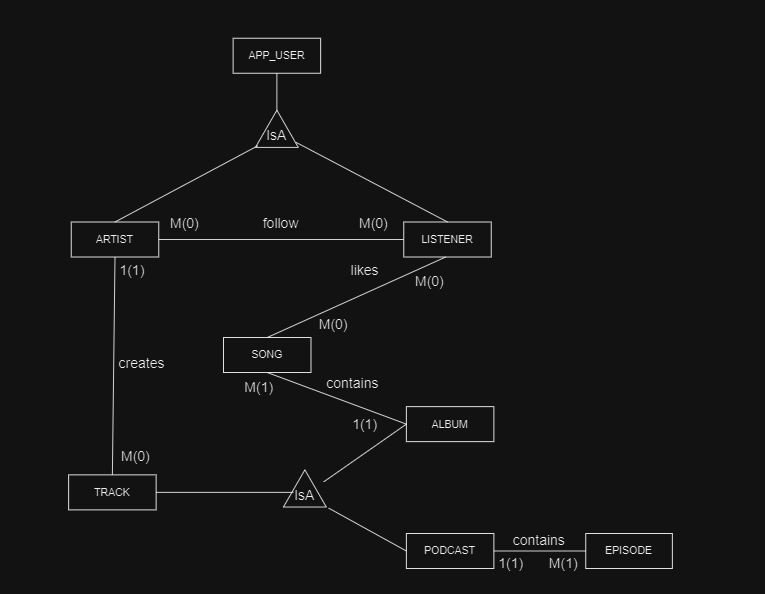 APP_USER
IsA
M(0)
follow
M(0)
ARTIST
LISTENER
1(1)
likes
M(0)
M(0)
SONG
creates
M(1)
contains
1(1)
ALBUM
M(0)
TRACK
IsA
PODCAST
contains
EPISODE
1(1)
M(1)